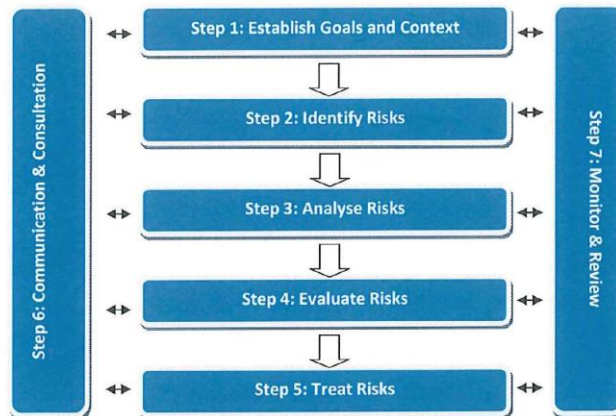 Step 1: Establish Goals and Context
Step 2: Identify Risks
Step 3: Analyse Risks
Step 4: Evaluate Risks
Step 5: Treat Risks
Step 6: Communication & Consultation
Step 7: Monitor & Review